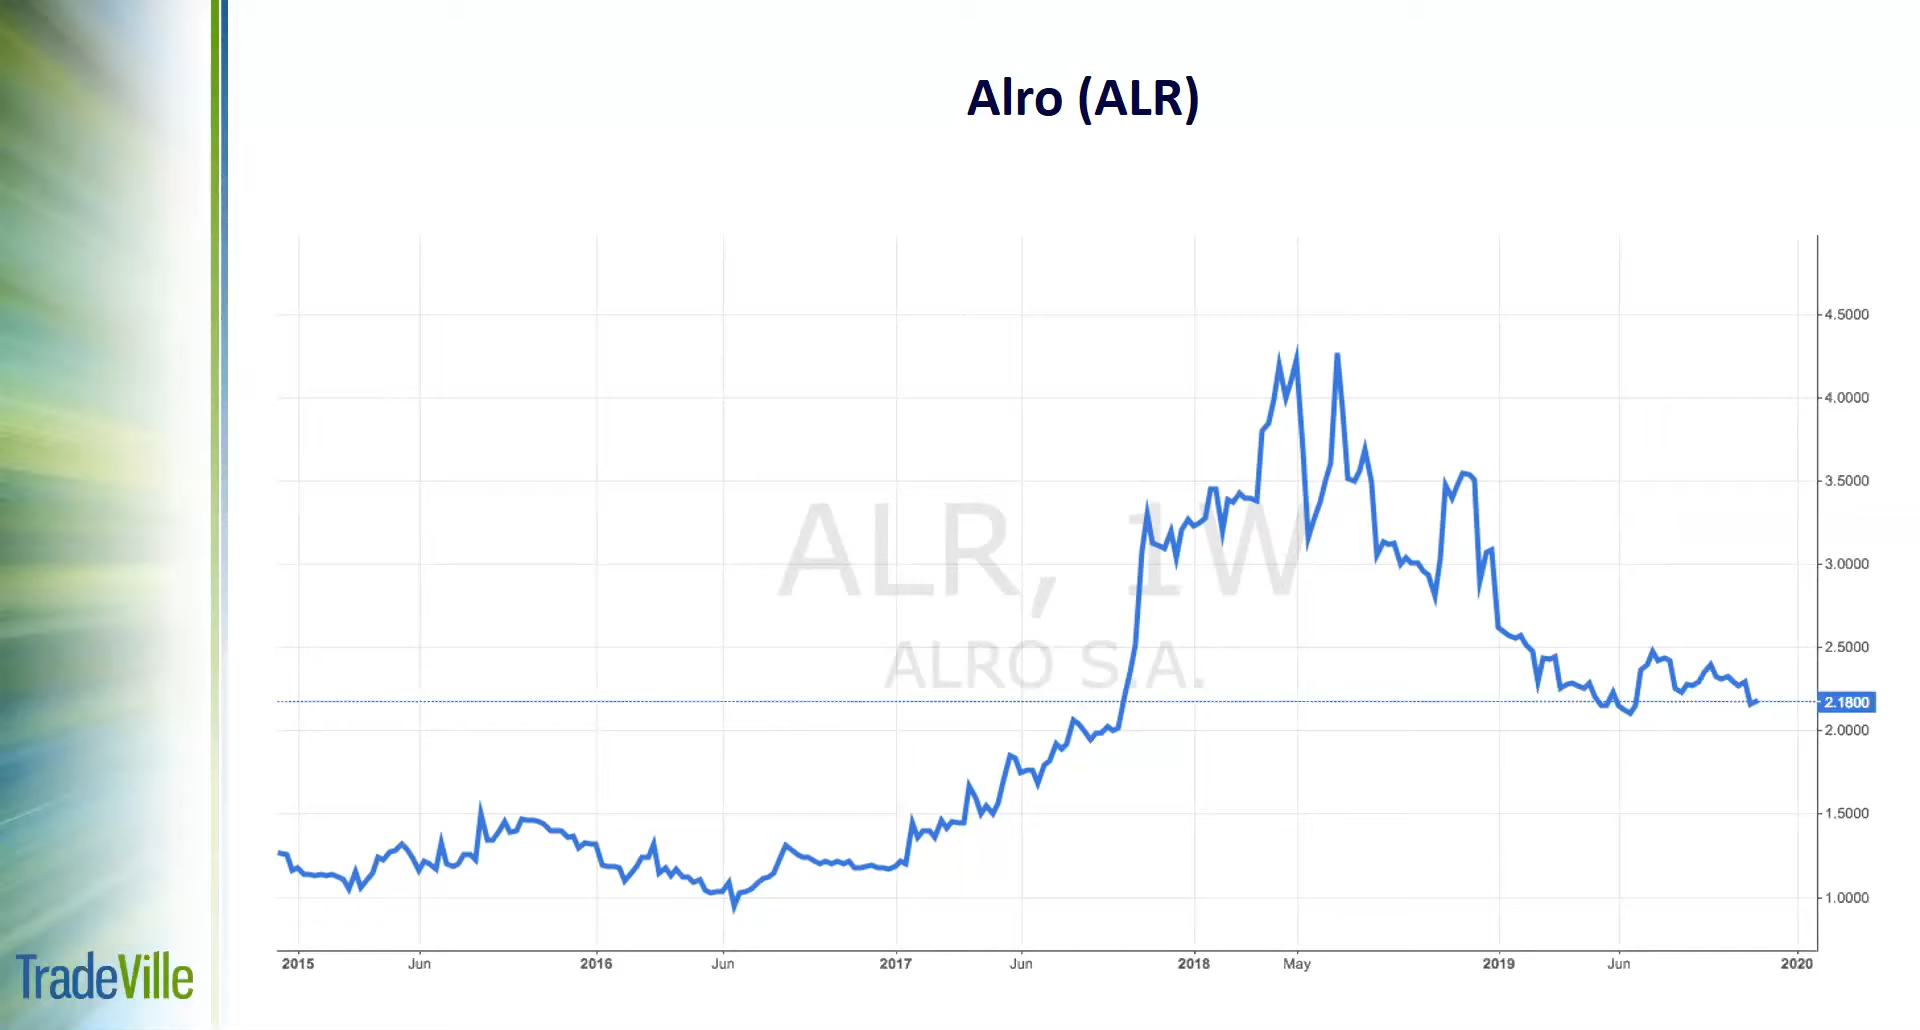 Alro (ALR)
ALR, 1W
ALRO S.A.
4.5000
4.0000
3.5000
3.0000
2.5000
2.1800
2.0000
1.5000
1.0000
2015 Jun 2016 Jun 2017 Jun 2018 May 2019 Jun 2020
TradeVille